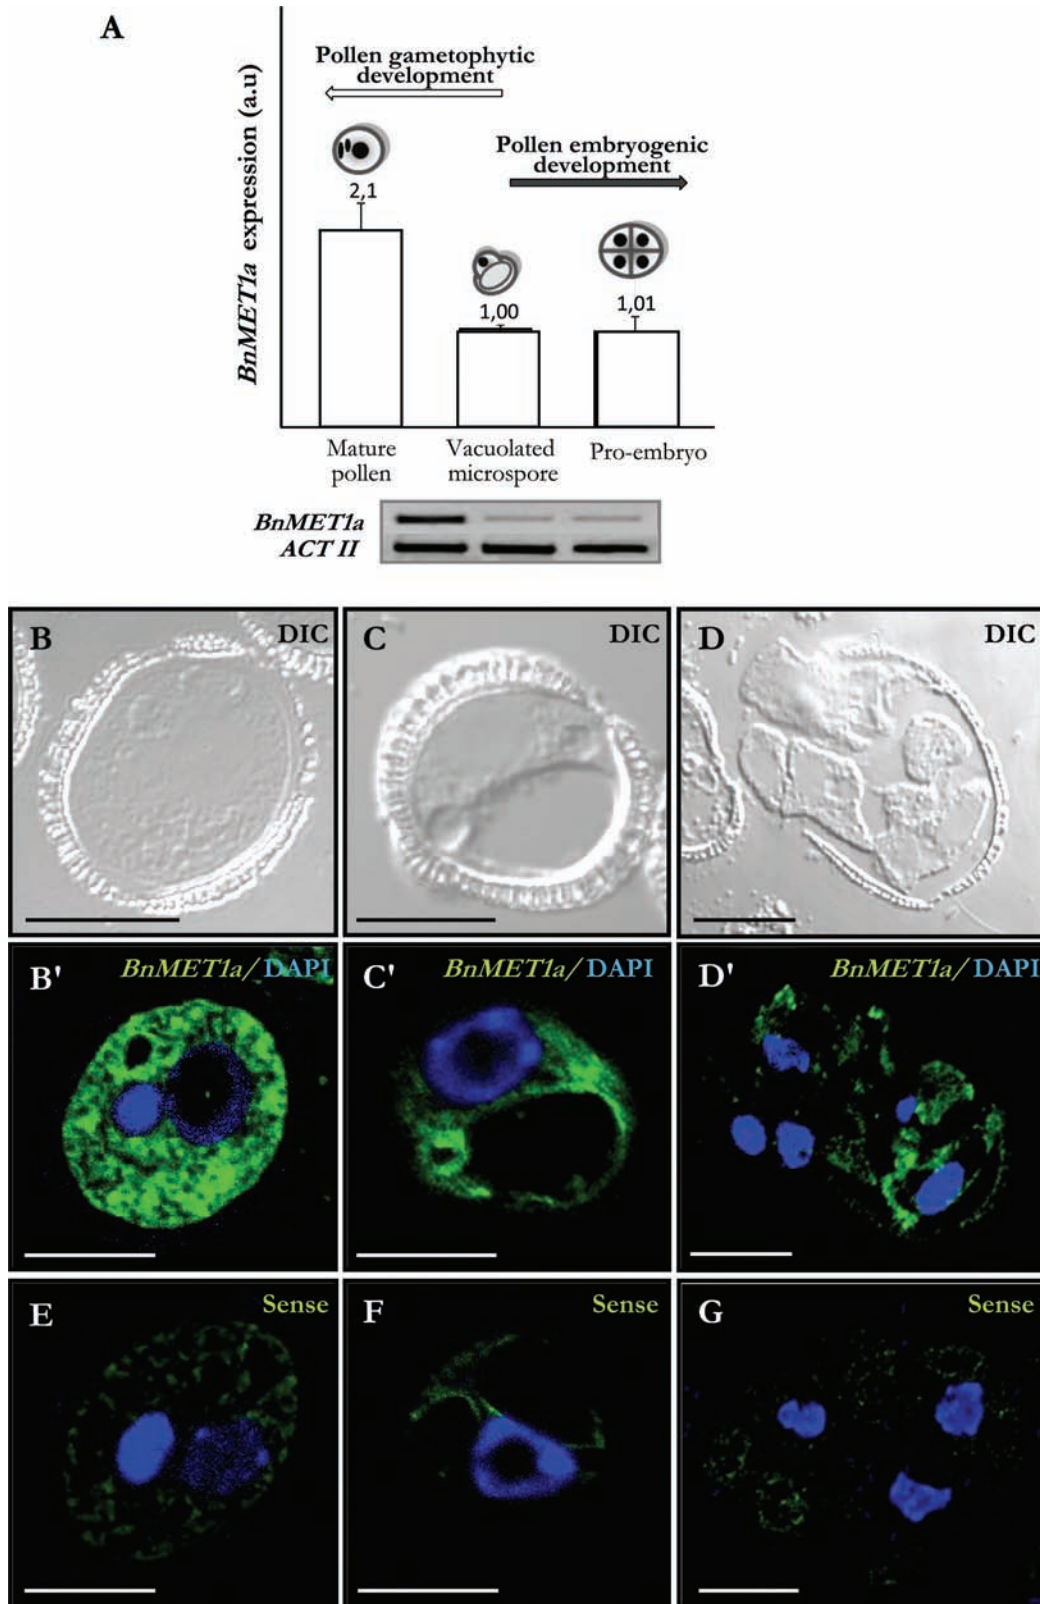 A
BnMET1a expression (a.u)
Pollen gametophytic
development
Pollen embryogenic
development
2,1
1,00
1,01
Mature
pollen
Vacuolated
microspore
Pro-embryo
BnMET1a
ACT II
B
DIC
C
DIC
D
DIC
B'
BnMET1a/ DAPI
C'
BnMET1a/ DAPI
D'
BnMET1a/ DAPI
E
Sense
F
Sense
G
Sense